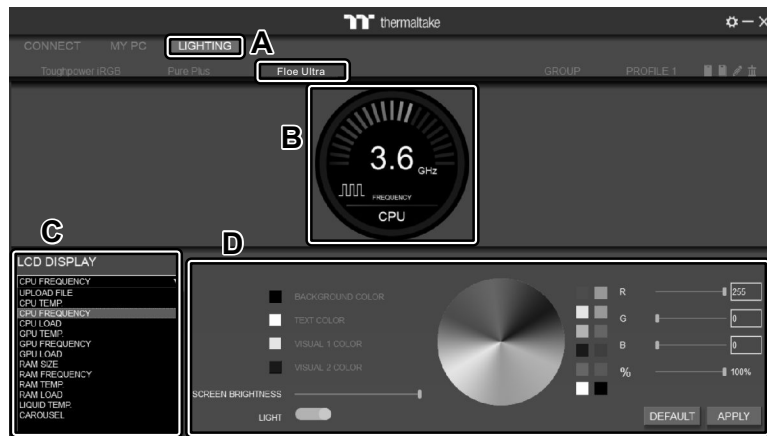 thermaltake
CONNECT MY PC LIGHTING A
Toughpower iRGB Pure Plus Floe Ultra GROUP PROFILE 1
B
3.6 GHz
FREQUENCY
CPU
C
D
LCD DISPLAY
CPU FREQUENCY
UPLOAD FILE
CPU TEMP.
CPU FREQUENCY
CPU LOAD
GPU TEMP.
GPU FREQUENCY
GPU LOAD
RAM SIZE
RAM FREQUENCY
RAM TEMP.
RAM LOAD
LIQUID TEMP.
CAROUSEL
BACKGROUND COLOR
TEXT COLOR
VISUAL 1 COLOR
VISUAL 2 COLOR
SCREEN BRIGHTNESS
LIGHT
R 255
G 0
B 0
% 100%
DEFAULT APPLY